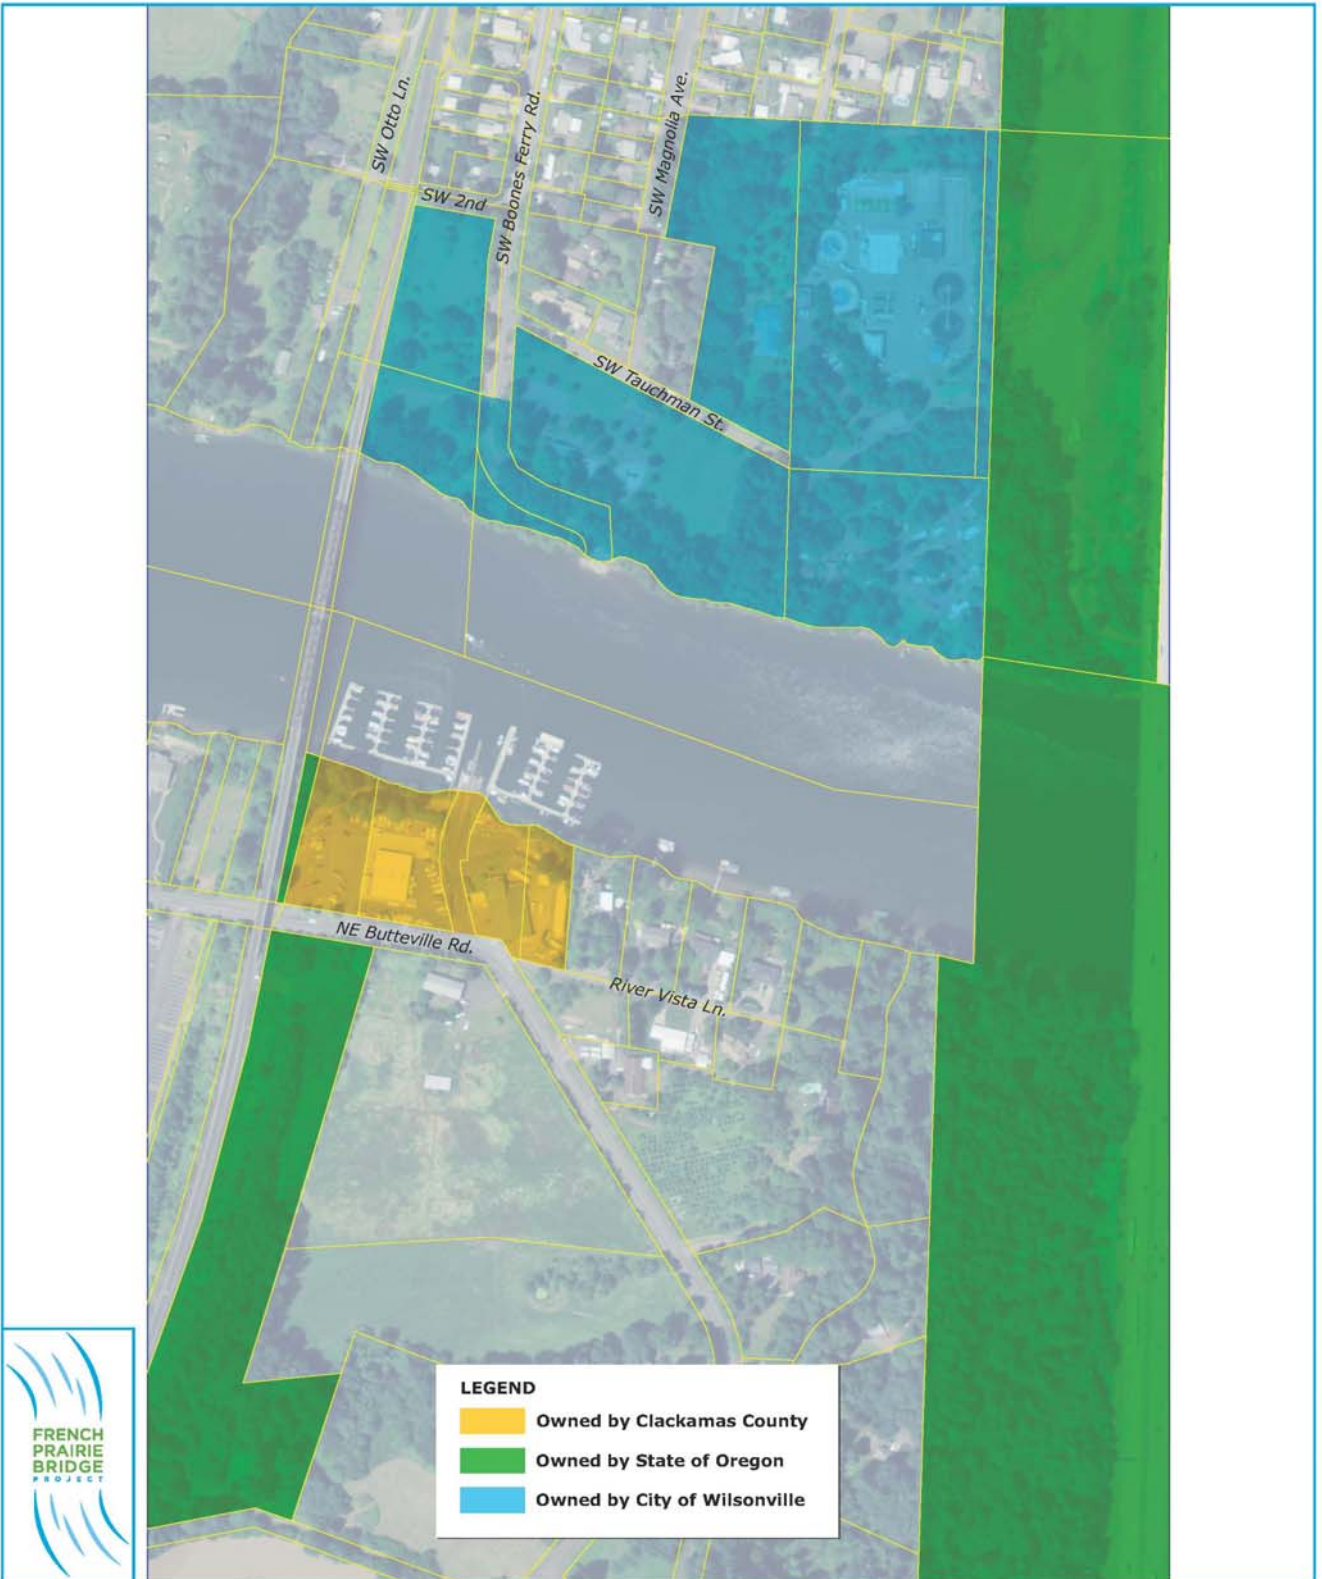 SW Otto Ln.
SW Boones Ferry Rd.
SW Magnolia Ave.
SW 2nd
SW Tauchman St.
NE Butteville Rd.
River Vista Ln.
LEGEND
Owned by Clackamas County
Owned by State of Oregon
Owned by City of Wilsonville
FRENCH
PRAIRIE
BRIDGE
PROJECT